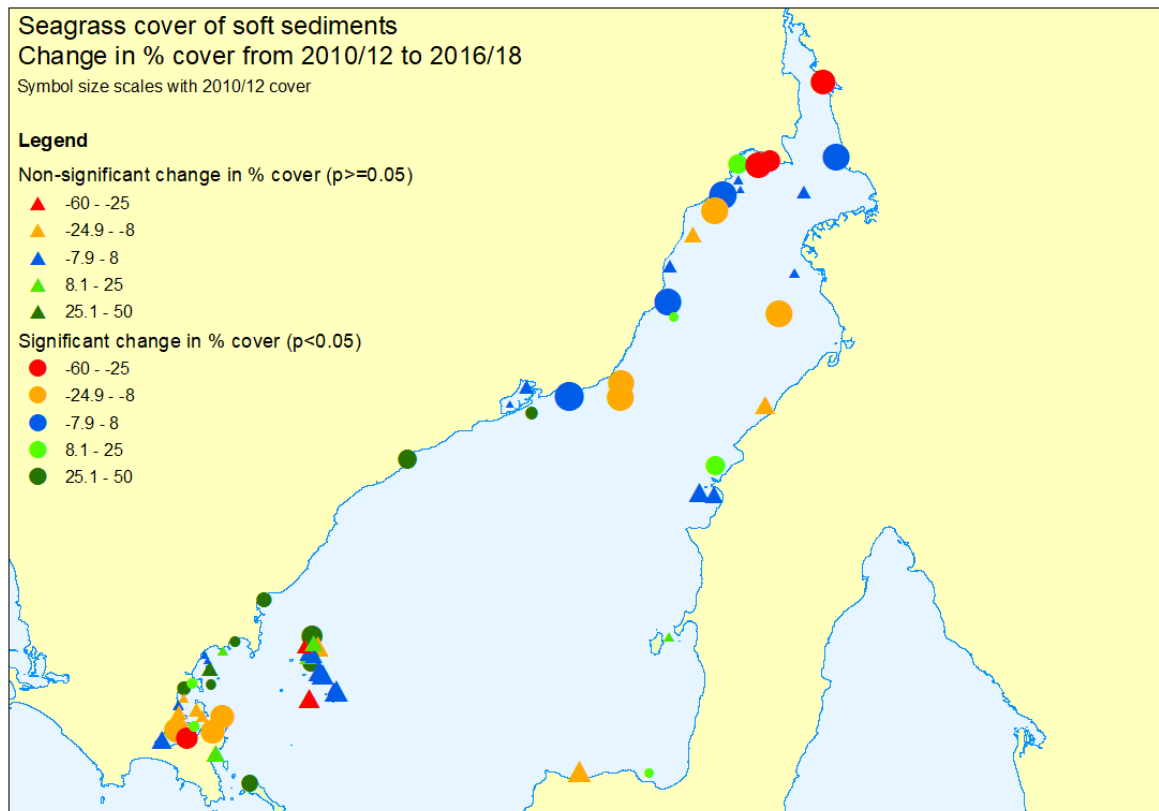 Seagrass cover of soft sediments
Change in % cover from 2010/12 to 2016/18
Symbol size scales with 2010/12 cover
Legend
Non-significant change in % cover (p>=0.05)
-60 - -25
-24.9 - -8
-7.9 - 8
8.1 - 25
25.1 - 50
Significant change in % cover (p<0.05)
-60 - -25
-24.9 - -8
-7.9 - 8
8.1 - 25
25.1 - 50